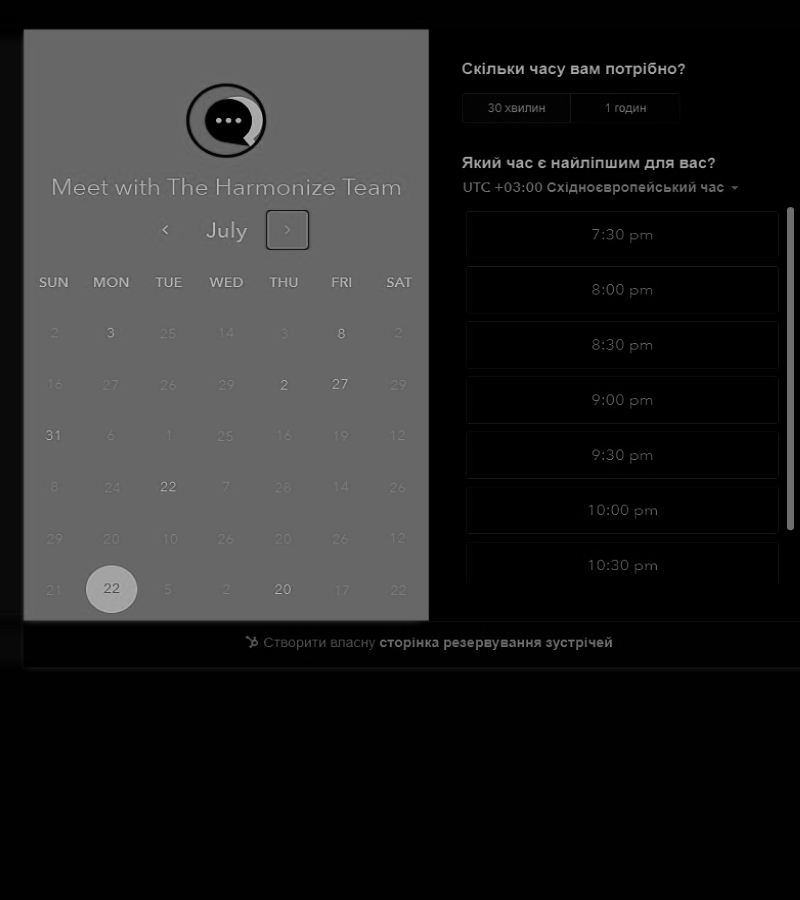 Meet with The Harmonize Team
July
SUN MON TUE WED THU FRI SAT
2 3 25 14 3 8 2
16 27 26 29 2 27 29
31 6 1 25 16 19 12
8 24 22 7 28 14 26
29 20 10 26 20 26 12
21 22 5 2 20 17 22
Скільки часу вам потрібно?
30 хвилин 1 годин
Який час є найліпшим для вас?
UTC +03:00 Східноєвропейський час
7:30 pm
8:00 pm
8:30 pm
9:00 pm
9:30 pm
10:00 pm
10:30 pm
Створити власну сторінка резервування зустрічей